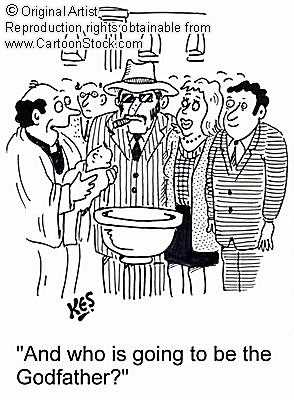 © Original Artist
Reproduction rights obtainable from
www.CartoonStock.com
KES
"And who is going to be the
Godfather?"